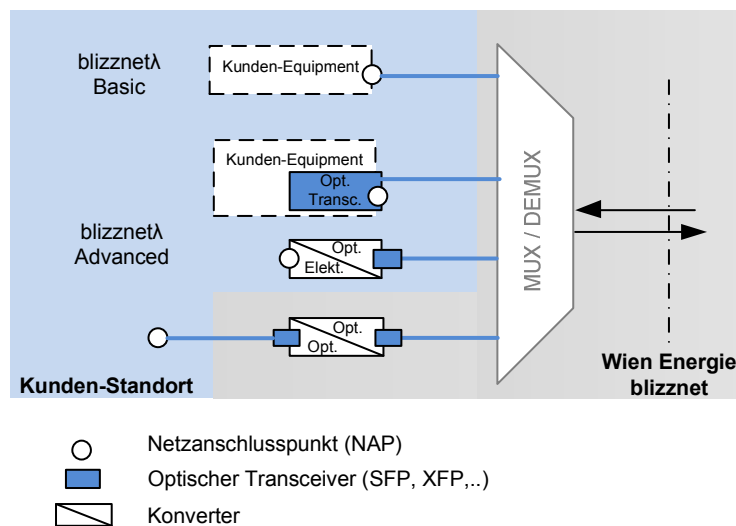 blizznetλ
Basic
Kunden-Equipment
Kunden-Equipment
Opt.
Transc.
blizznetλ
Advanced
Opt.
Elekt.
Opt.
Opt.
MUX / DEMUX
Kunden-Standort
Wien Energie
blizznet
Netzanschlusspunkt (NAP)
Optischer Transceiver (SFP, XFP,..)
Konverter